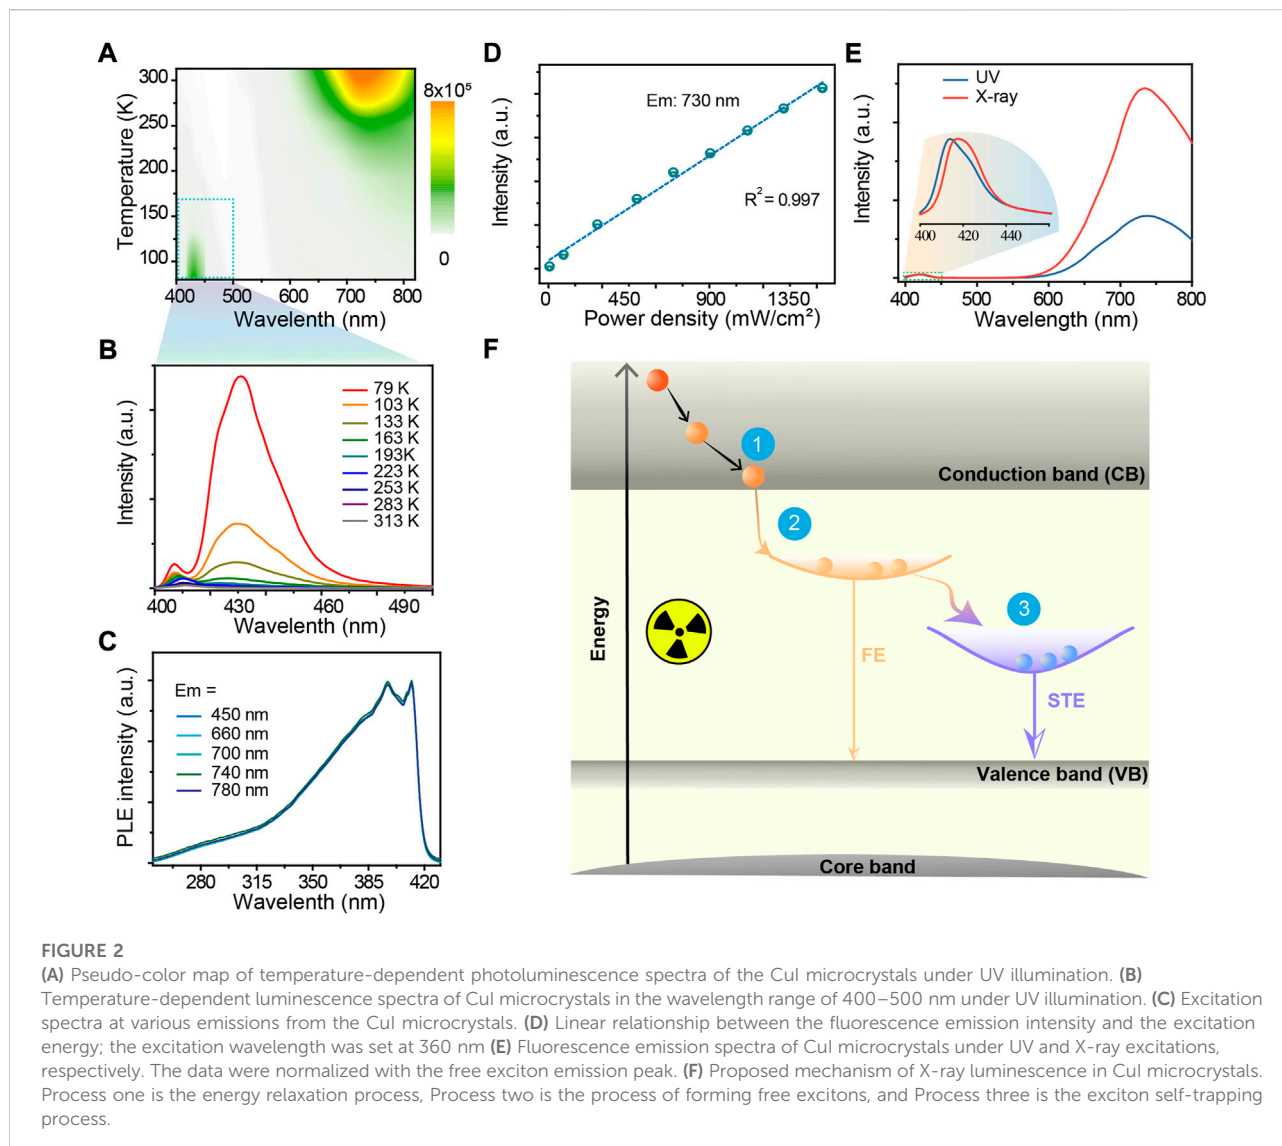 A
Temperature (K)
300
250
200
150
100
400 500 600 700 800
Wavelenth (nm)
8x10⁵
0
B
Intensity (a.u.)
79 K
103 K
133 K
163 K
193K
223 K
253 K
283 K
313 K
400 430 460 490
Wavelenth (nm)
C
PLE intensity (a.u.)
Em =
450 nm
660 nm
700 nm
740 nm
780 nm
280 315 350 385 420
Wavelenth (nm)
D
Intensity (a.u.)
Em: 730 nm
R² = 0.997
0 450 900 1350
Power density (mW/cm²)
E
Intensity (a.u.)
UV
X-ray
400 420 440
400 500 600 700 800
Wavelength (nm)
F
Energy
1
Conduction band (CB)
2
3
FE
STE
Valence band (VB)
Core band
FIGURE 2
(A) Pseudo-color map of temperature-dependent photoluminescence spectra of the CuI microcrystals under UV illumination. (B)
Temperature-dependent luminescence spectra of CuI microcrystals in the wavelength range of 400–500 nm under UV illumination. (C) Excitation
spectra at various emissions from the CuI microcrystals. (D) Linear relationship between the fluorescence emission intensity and the excitation
energy; the excitation wavelength was set at 360 nm (E) Fluorescence emission spectra of CuI microcrystals under UV and X-ray excitations,
respectively. The data were normalized with the free exciton emission peak. (F) Proposed mechanism of X-ray luminescence in CuI microcrystals.
Process one is the energy relaxation process, Process two is the process of forming free excitons, and Process three is the exciton self-trapping
process.